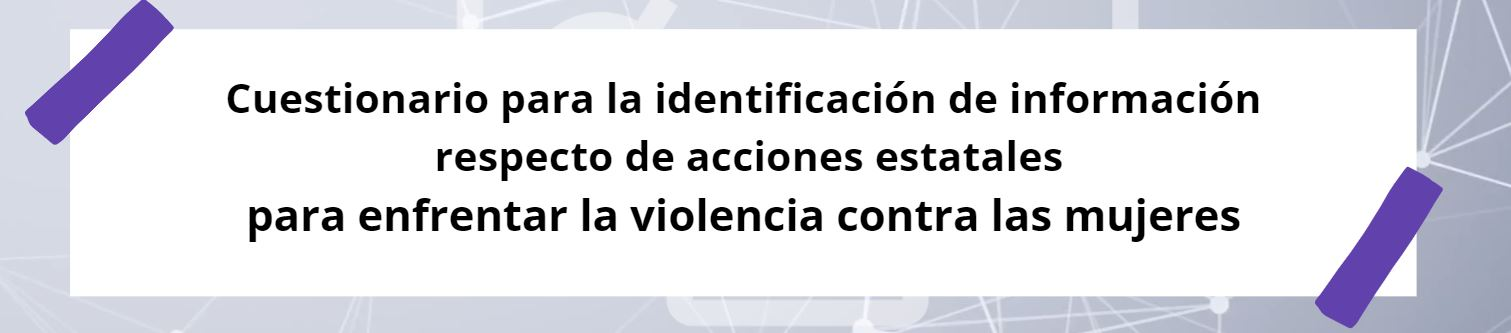 Cuestionario para la identificación de información
respecto de acciones estatales
para enfrentar la violencia contra las mujeres